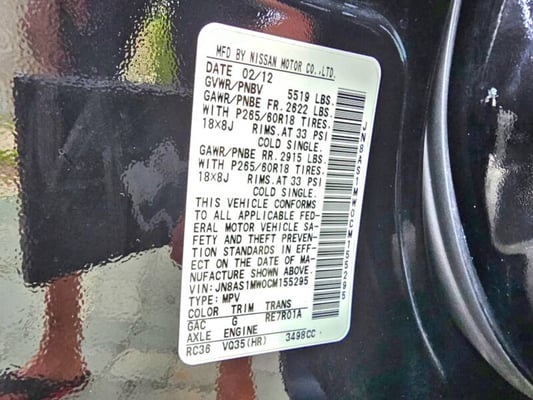 MFD BY NISSAN MOTOR CO.,LTD.
DATE 02/12
GVWR/PNBV 5519 LBS.
GAWR/PNBE FR. 2622 LBS.
WITH P265/60R18 TIRES.
18X8J RIMS.AT 33 PSI
COLD SINGLE.
GAWR/PNBE RR. 2915 LBS.
WITH P265/60R18 TIRES.
18X8J RIMS.AT 33 PSI
COLD SINGLE.
THIS VEHICLE CONFORMS
TO ALL APPLICABLE FED-
ERAL MOTOR VEHICLE SA-
FETY AND THEFT PREVEN-
TION STANDARDS IN EFF-
ECT ON THE DATE OF MA-
NUFACTURE SHOWN ABOVE.
VIN: JN8AS1MW0CM155295
TYPE: MPV
COLOR TRIM TRANS
GAC G RE7R01A
AXLE ENGINE
RC36 VQ35(HR) 3498CC
JN8AS1MW0CM155295